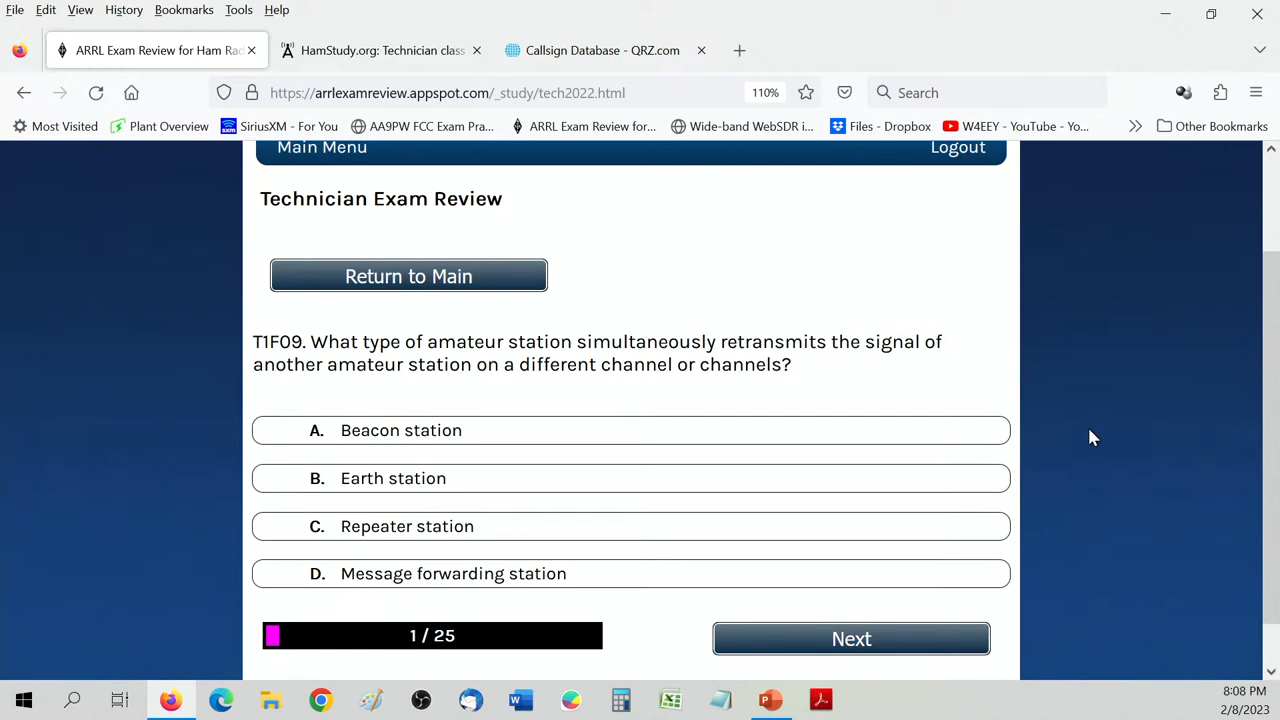 File Edit View History Bookmarks Tools Help
ARRL Exam Review for Ham Rad
HamStudy.org: Technician class
Callsign Database - QRZ.com
https://arrlexamreview.appspot.com/_study/tech2022.html
110%
Search
Most Visited
Plant Overview
SiriusXM - For You
AA9PW FCC Exam Pra...
ARRL Exam Review for...
Wide-band WebSDR i...
Files - Dropbox
W4EEY - YouTube - Yo...
Other Bookmarks
Main Menu
Logout
Technician Exam Review
Return to Main
T1F09. What type of amateur station simultaneously retransmits the signal of
another amateur station on a different channel or channels?
A. Beacon station
B. Earth station
C. Repeater station
D. Message forwarding station
1 / 25
Next
8:08 PM
2/8/2023